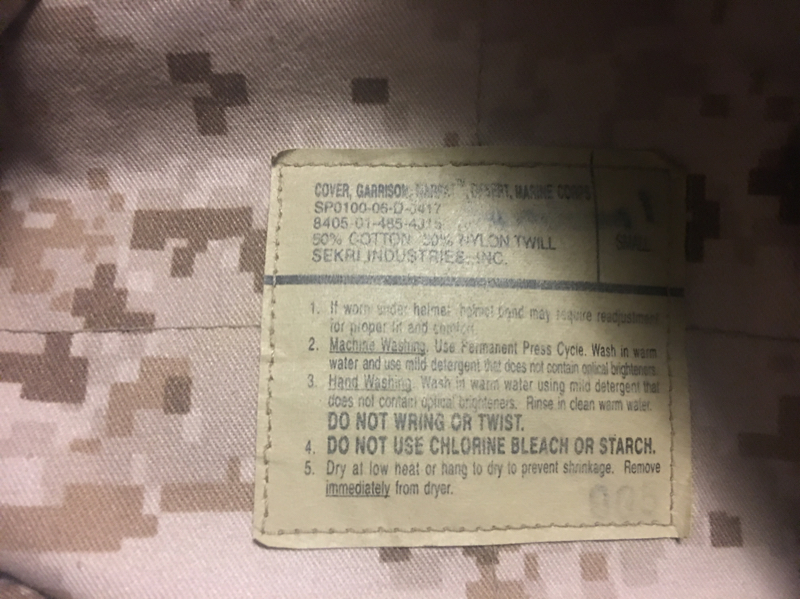 COVER, GARRISON, MARPAT™, DESERT, MARINE CORPS
SP0100-06-D-0417
8405-01-485-
SMALL
50% COTTON 50% NYLON TWILL
SEKRI INDUSTRIES, INC.
1. If worn under helmet, helmet band may require readjustment
for proper fit and comfort.
2. Machine Washing. Use Permanent Press Cycle. Wash in warm
water and use mild detergent that does not contain optical brighteners.
3. Hand Washing. Wash in warm water using mild detergent that
does not contain optical brighteners. Rinse in clean warm water.
DO NOT WRING OR TWIST.
4. DO NOT USE CHLORINE BLEACH OR STARCH.
5. Dry at low heat or hang to dry to prevent shrinkage. Remove
immediately from dryer.